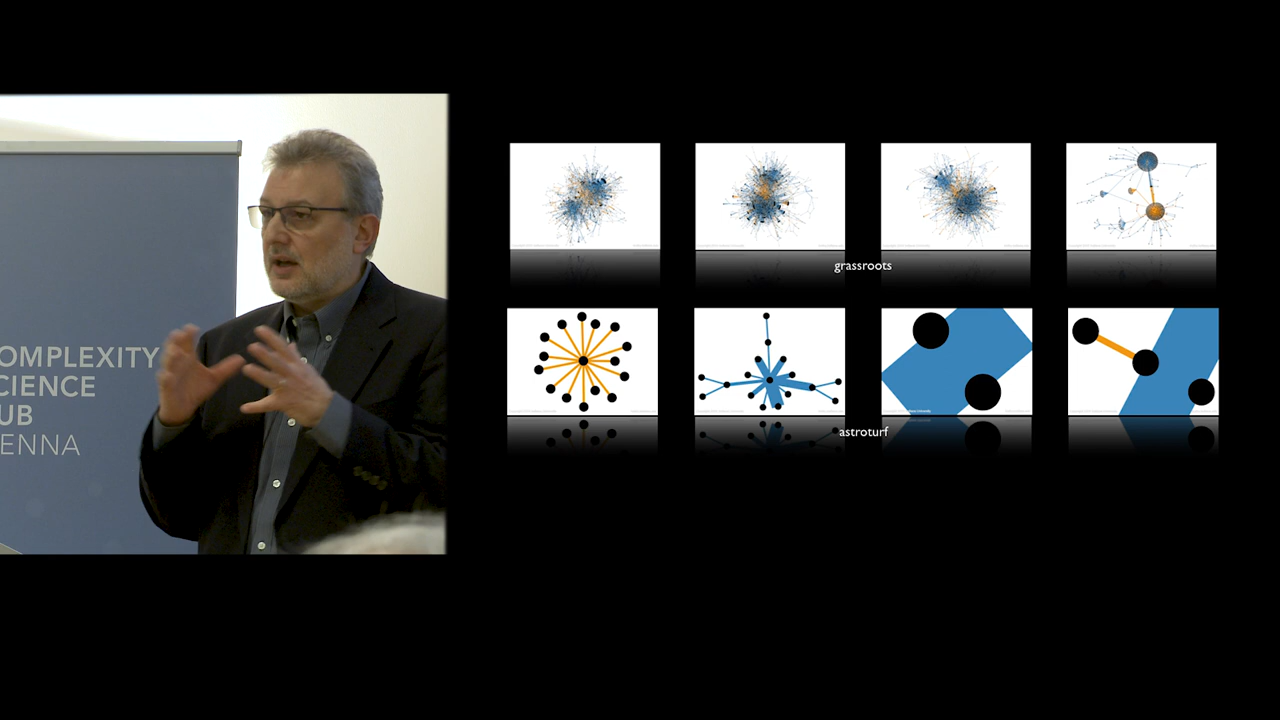 OMPLEXITY
CIENCE
UB
ENNA
grassroots
astroturf